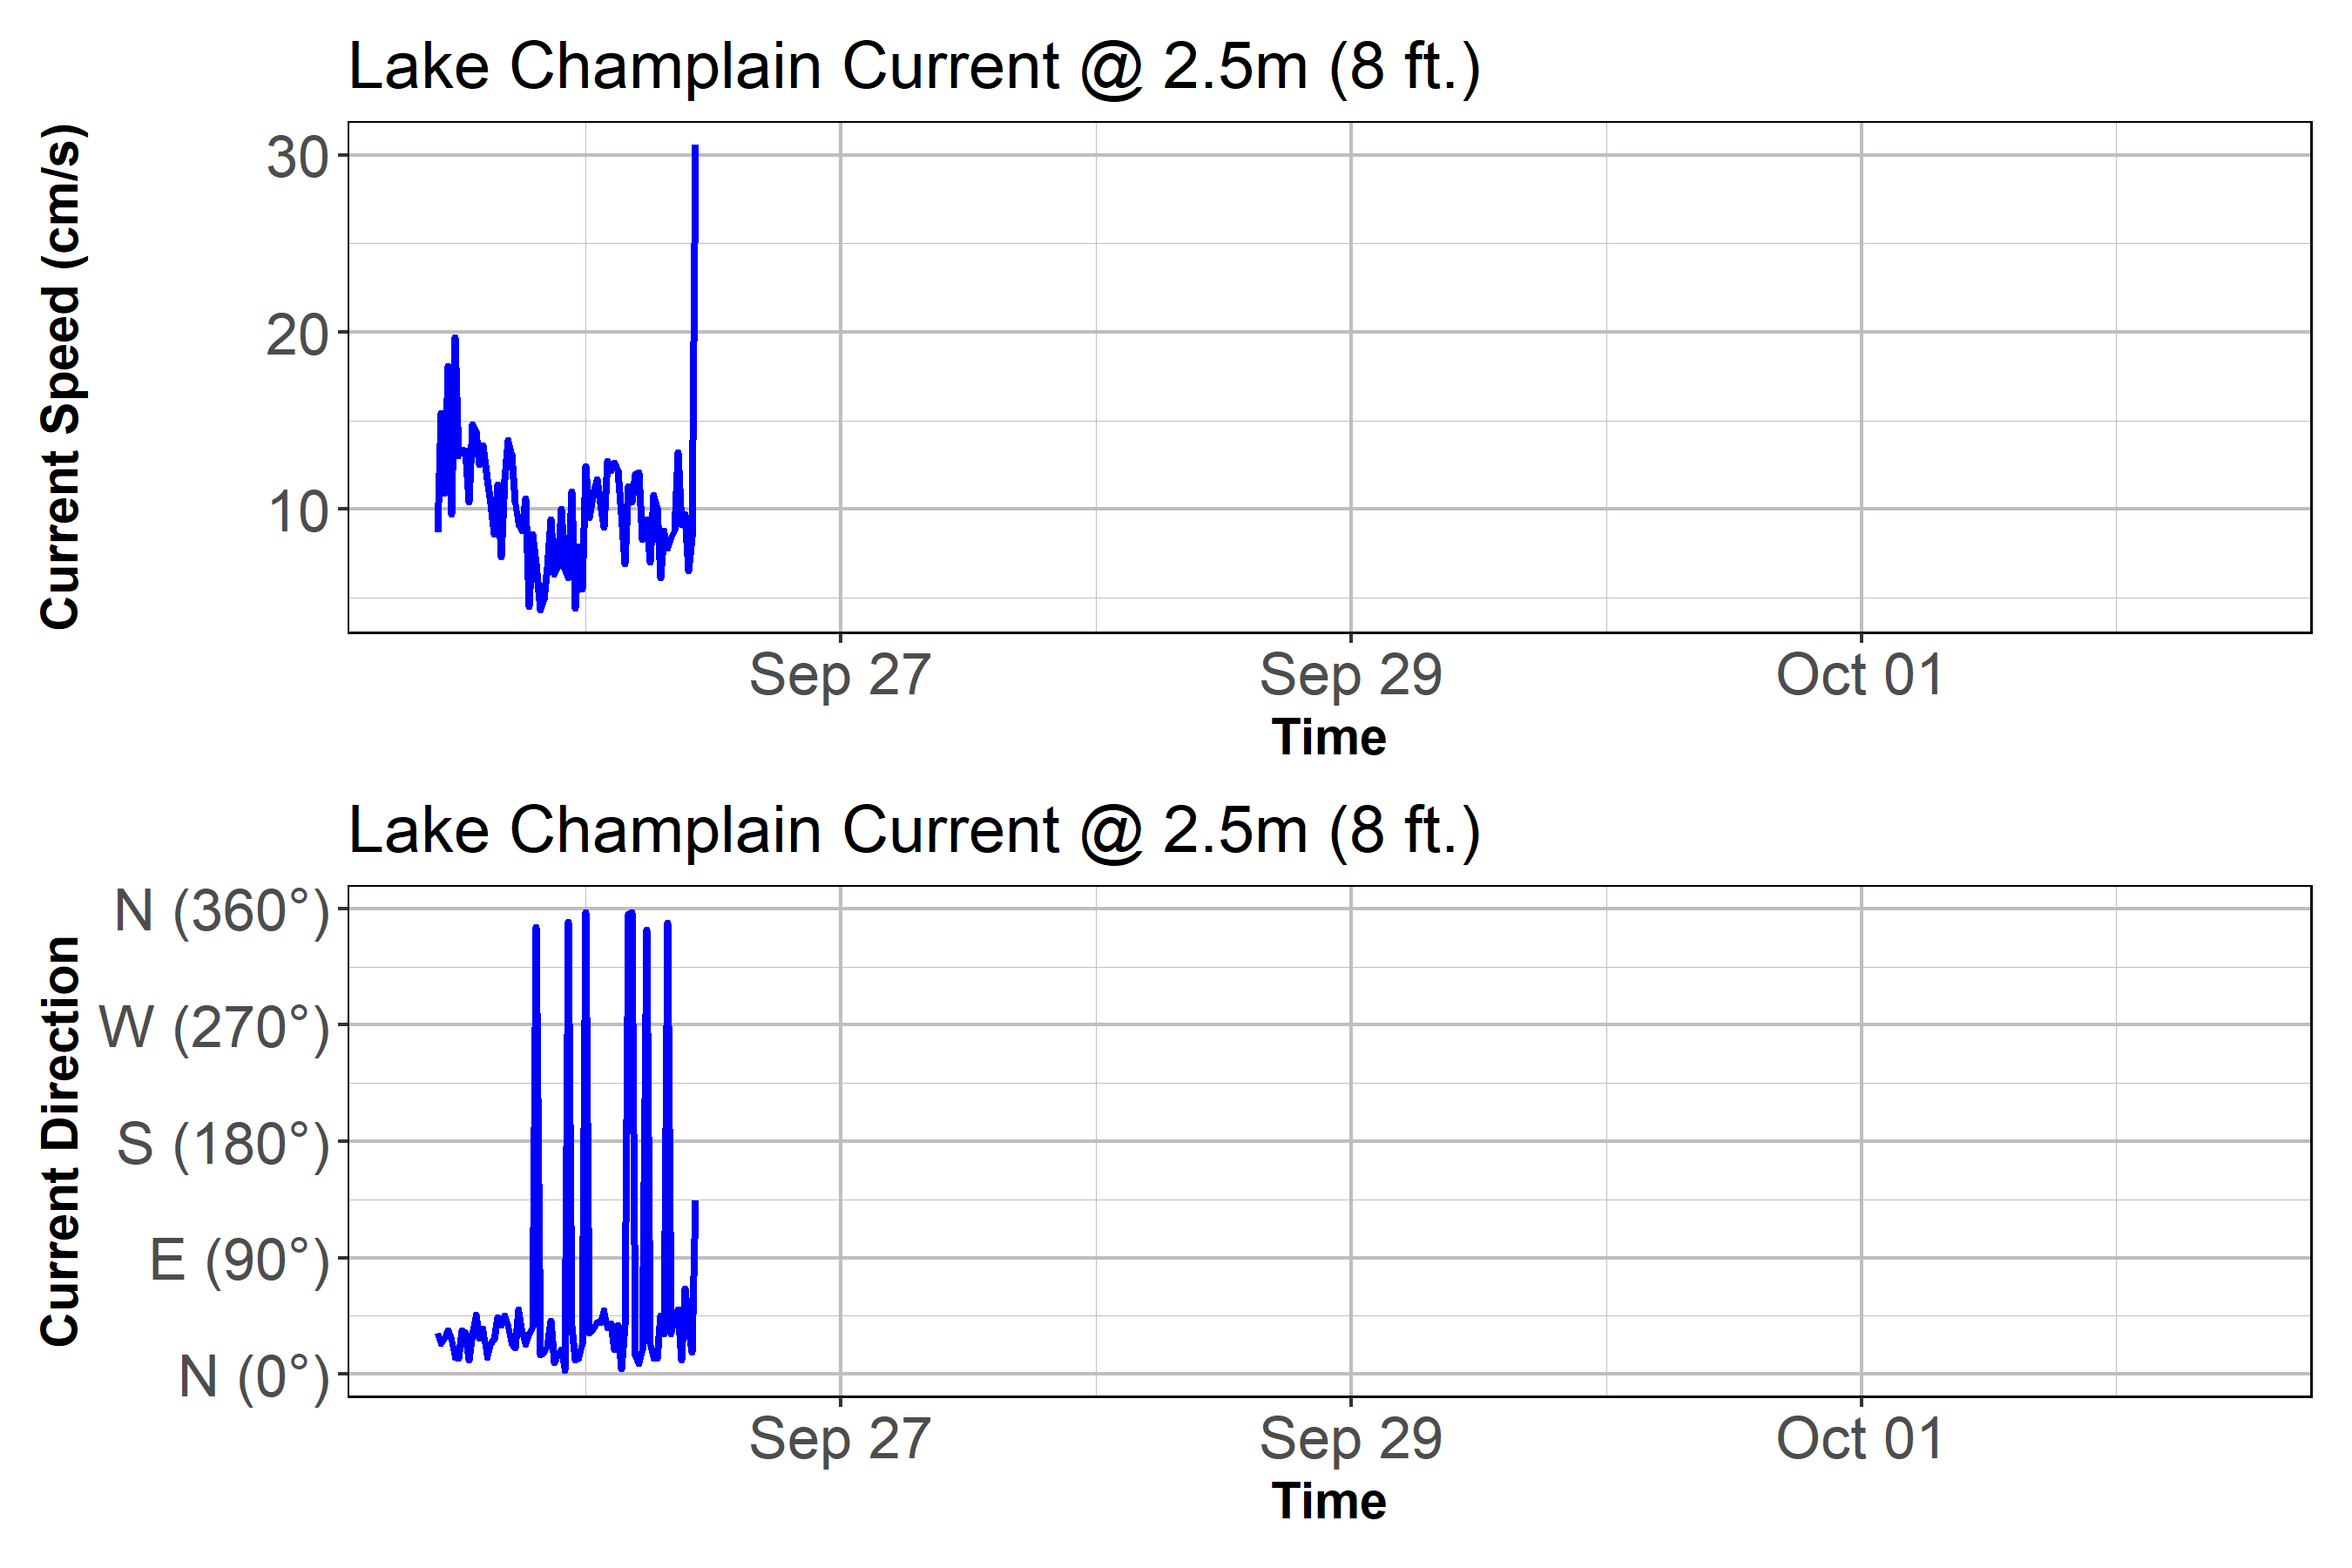 Lake Champlain Current @ 2.5m (8 ft.)
Current Speed (cm/s)
30
20
10
Sep 27 Sep 29 Oct 01
Time
Lake Champlain Current @ 2.5m (8 ft.)
Current Direction
N (360°)
W (270°)
S (180°)
E (90°)
N (0°)
Sep 27 Sep 29 Oct 01
Time